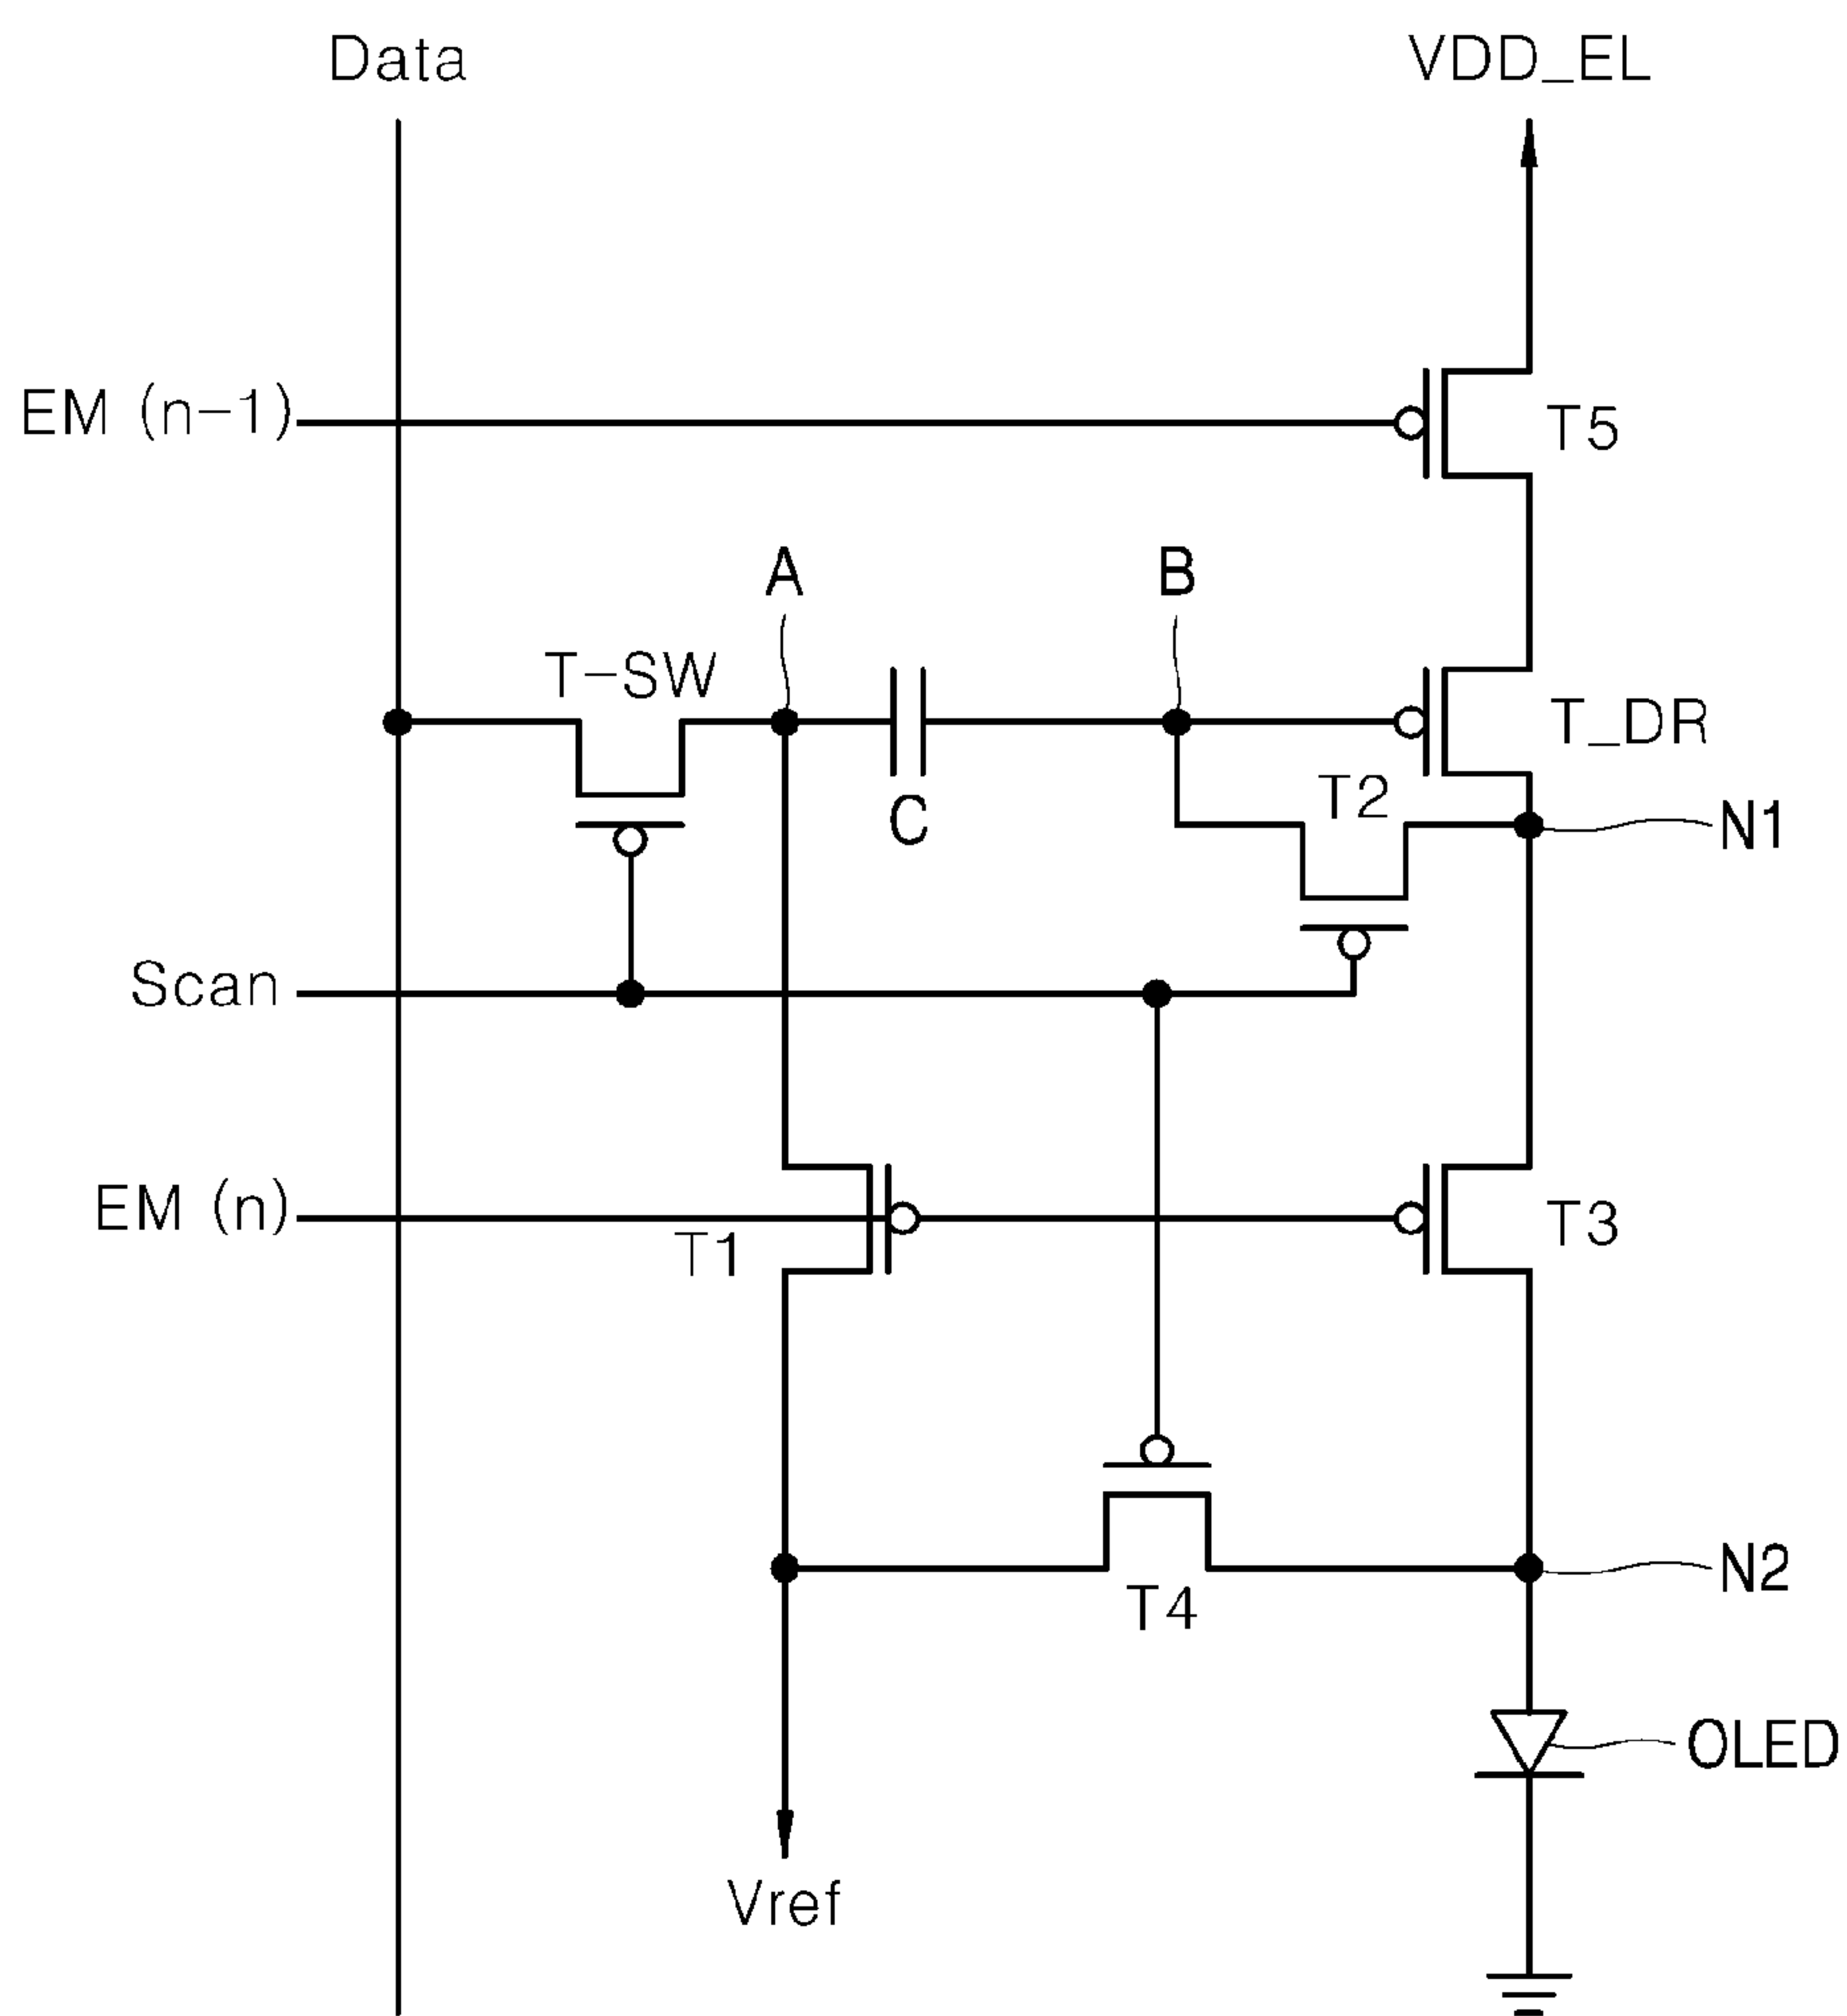 Data
VDD_EL
EM (n-1)
T5
A
B
T-SW
T_DR
C
T2
N1
Scan
EM (n)
T1
T3
T4
N2
OLED
Vref